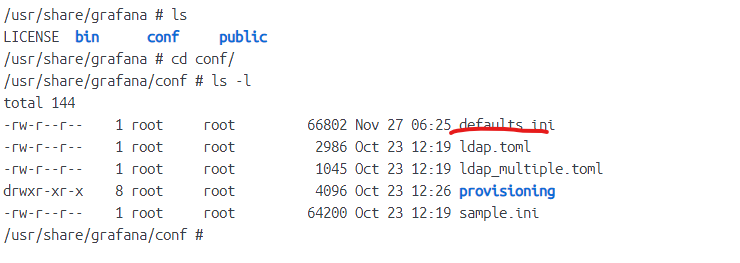 /usr/share/grafana # ls
LICENSE  bin      conf     public
/usr/share/grafana # cd conf/
/usr/share/grafana/conf # ls -l
total 144
-rw-r--r--    1 root     root         66802 Nov 27 06:25 defaults.ini
-rw-r--r--    1 root     root          2986 Oct 23 12:19 ldap.toml
-rw-r--r--    1 root     root          1045 Oct 23 12:19 ldap_multiple.toml
drwxr-xr-x    8 root     root          4096 Oct 23 12:26 provisioning
-rw-r--r--    1 root     root         64200 Oct 23 12:19 sample.ini
/usr/share/grafana/conf #